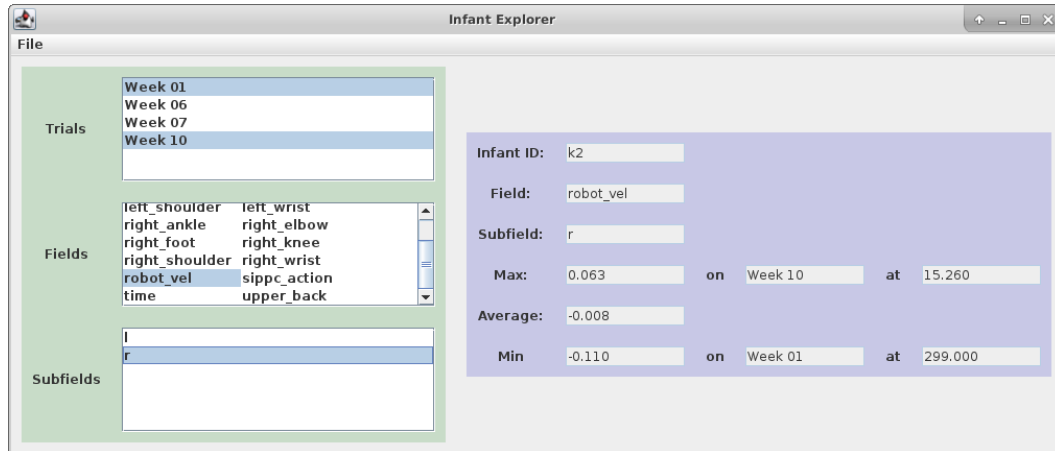 Infant Explorer
File
Trials
Week 01
Week 06
Week 07
Week 10
Fields
left_shoulder left_wrist
right_ankle right_elbow
right_foot right_knee
right_shoulder right_wrist
robot_vel sippc_action
time upper_back
Subfields
l
r
Infant ID: k2
Field: robot_vel
Subfield: r
Max: 0.063 on Week 10 at 15.260
Average: -0.008
Min -0.110 on Week 01 at 299.000